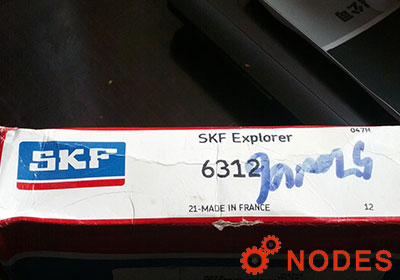 047H
SKF Explorer
SKF
6312
21-MADE IN FRANCE 12
NODES